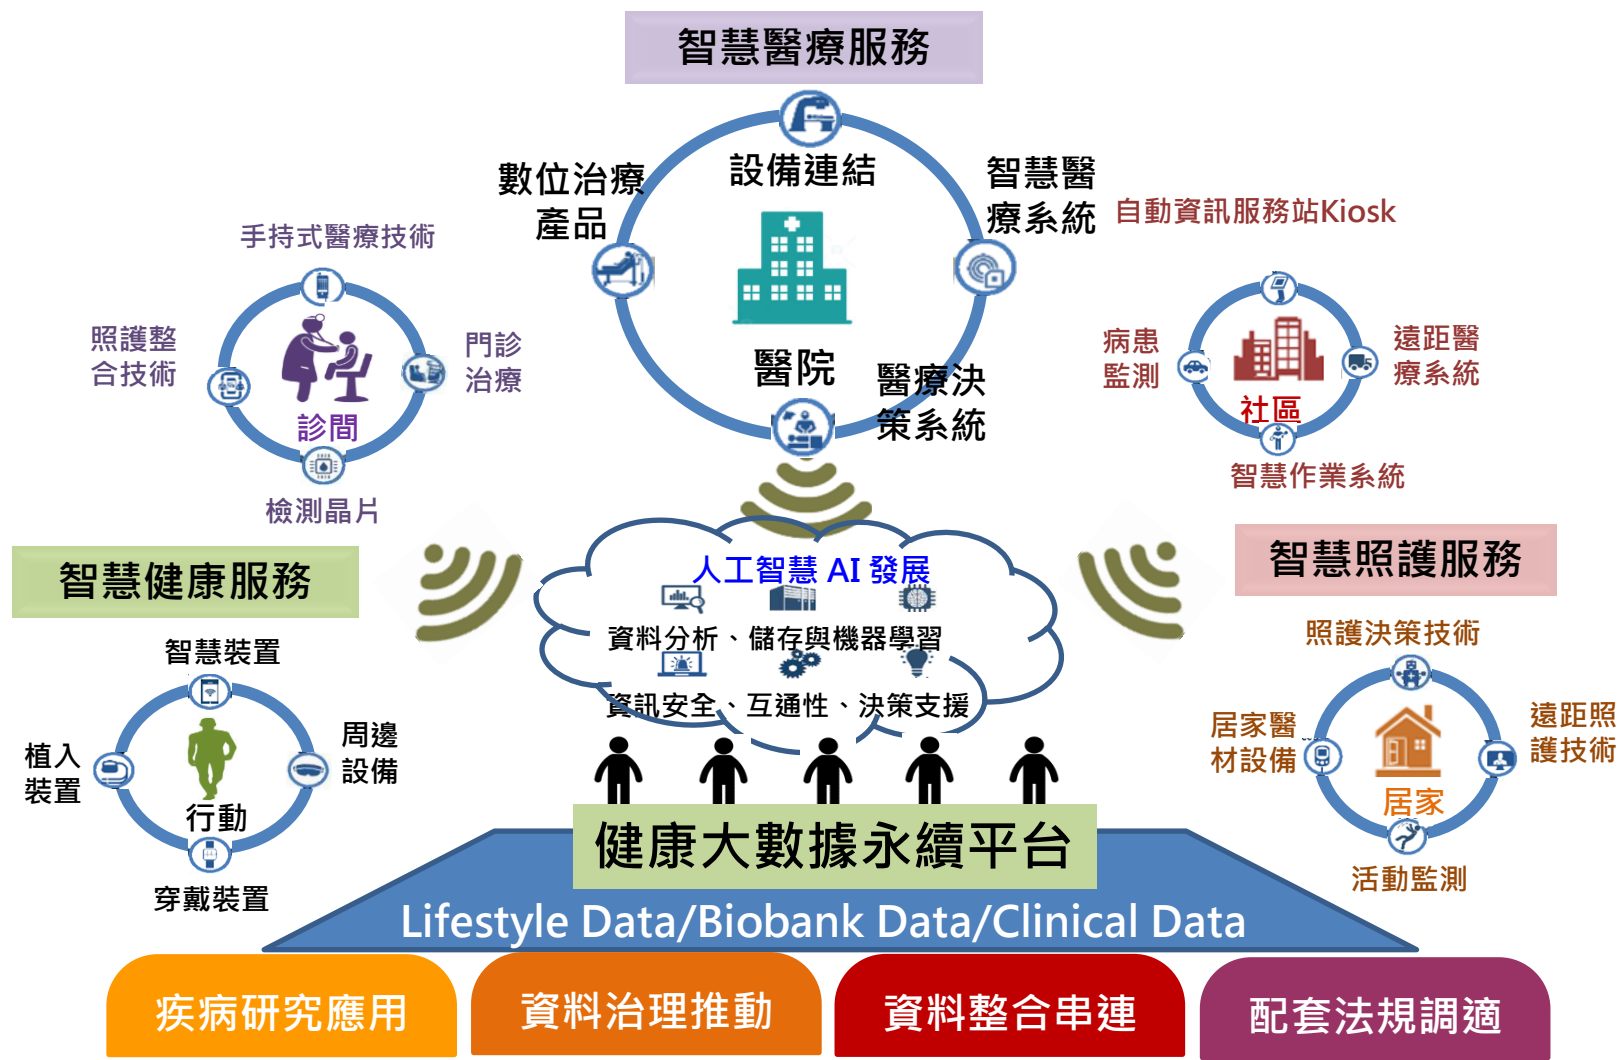 智慧醫療服務
設備連結
數位治療
產品
智慧醫
療系統
醫院
醫療決
策系統
手持式醫療技術
照護整
合技術
門診
治療
診間
檢測晶片
自動資訊服務站Kiosk
病患
監測
遠距醫
療系統
社區
智慧作業系統
智慧健康服務
智慧裝置
植入
裝置
周邊
設備
行動
穿戴裝置
人工智慧 AI 發展
資料分析、儲存與機器學習
資訊安全、互通性、決策支援
智慧照護服務
照護決策技術
居家醫
材設備
遠距照
護技術
居家
活動監測
健康大數據永續平台
Lifestyle Data/Biobank Data/Clinical Data
疾病研究應用
資料治理推動
資料整合串連
配套法規調適